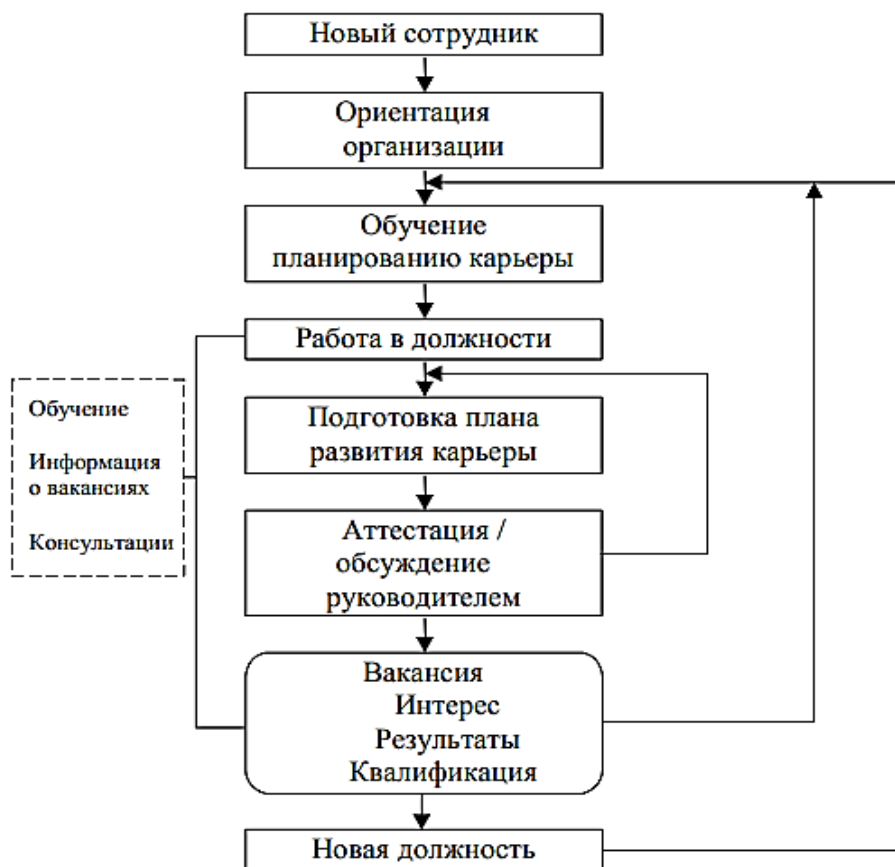 Новый сотрудник
Ориентация
организации
Обучение
планированию карьеры
Работа в должности
Обучение
Информация
о вакансиях
Консультации
Подготовка плана
развития карьеры
Аттестация /
обсуждение
руководителем
Вакансия
Интерес
Результаты
Квалификация
Новая должность